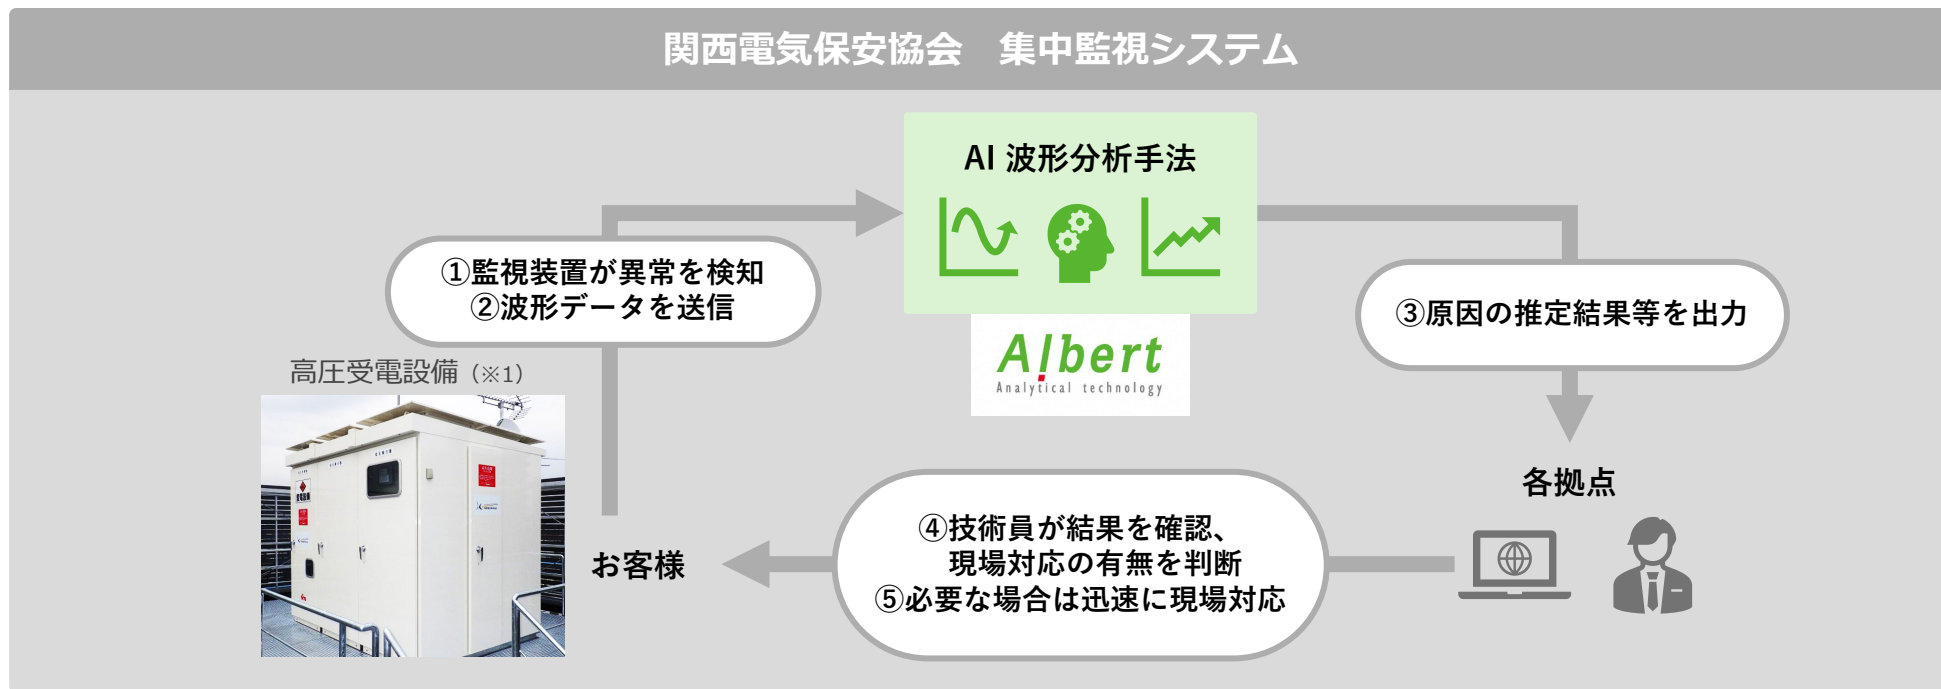 関西電気保安協会　集中監視システム
AI 波形分析手法
①監視装置が異常を検知
②波形データを送信
③原因の推定結果等を出力
Albert
Analytical technology
高圧受電設備（※1）
各拠点
お客様
④技術員が結果を確認、
現場対応の有無を判断
⑤必要な場合は迅速に現場対応